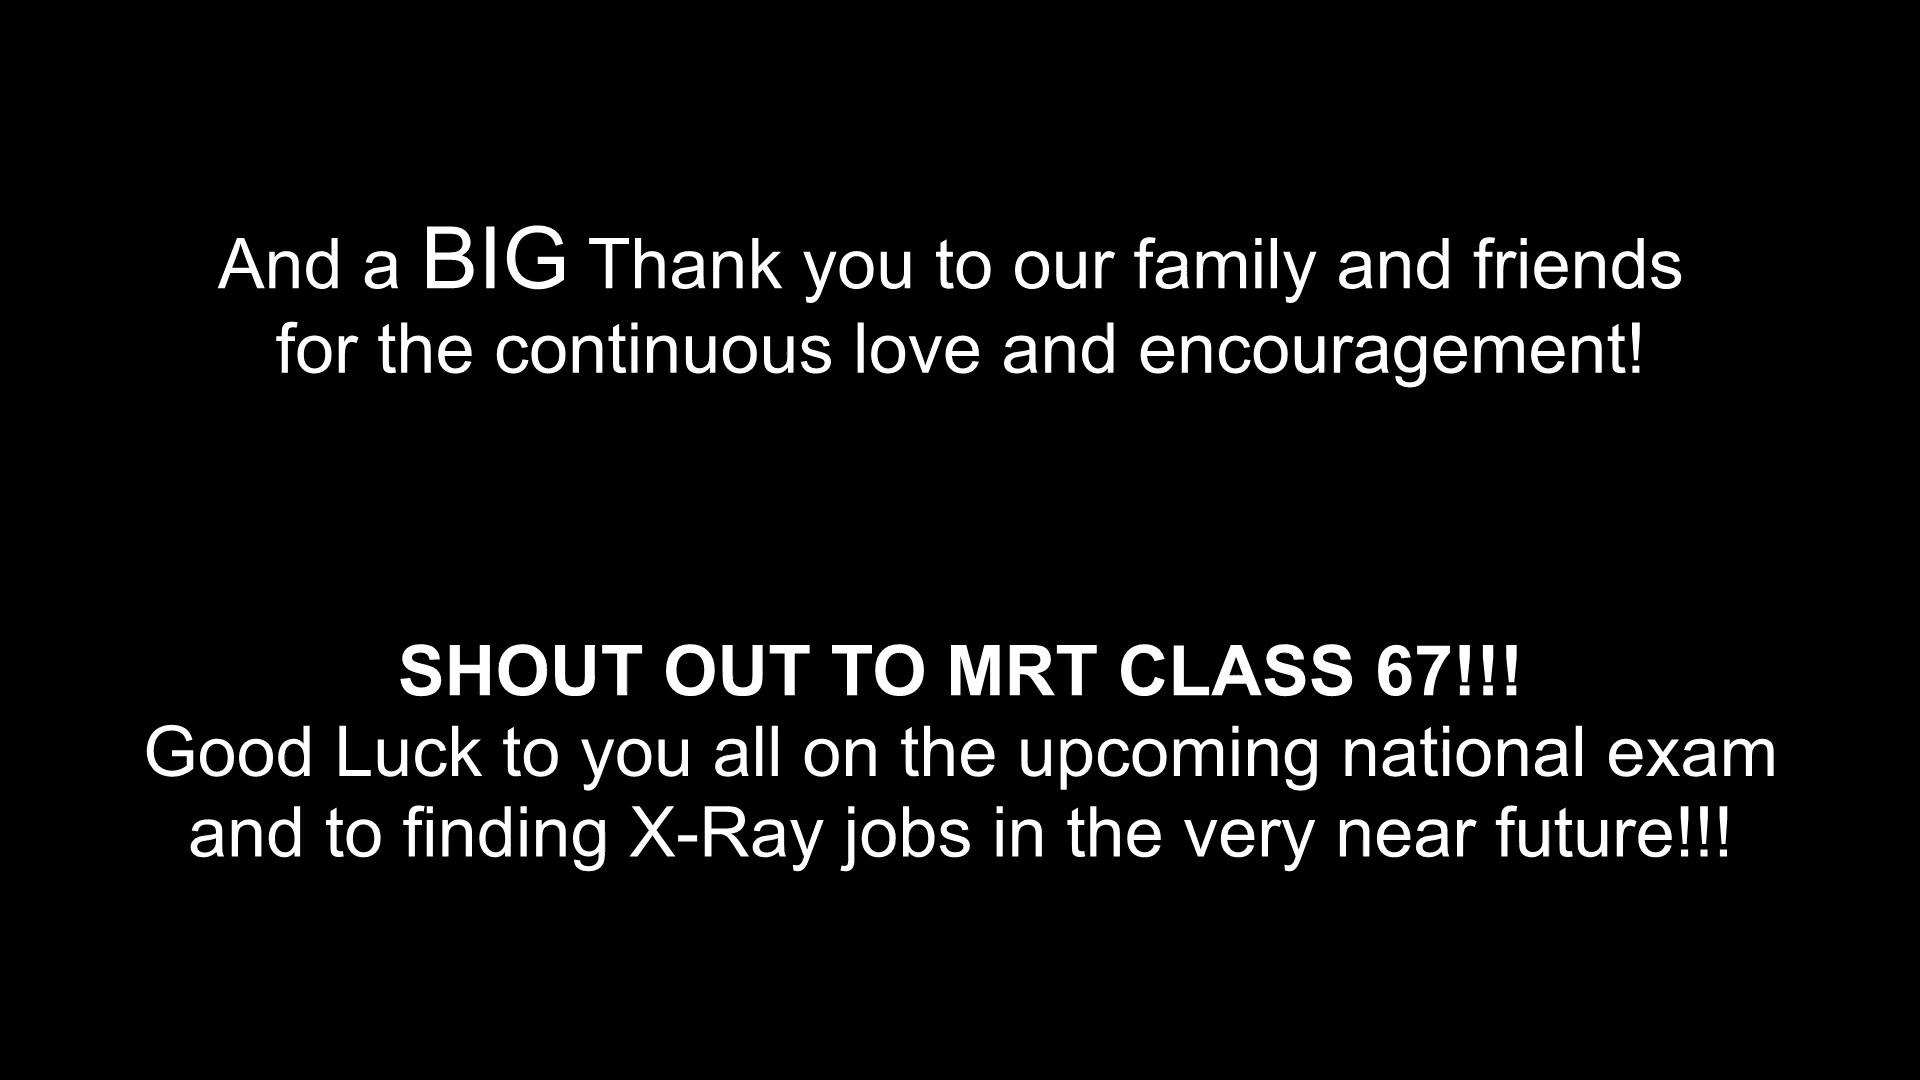 And a BIG Thank you to our family and friends
for the continuous love and encouragement!
SHOUT OUT TO MRT CLASS 67!!!
Good Luck to you all on the upcoming national exam
and to finding X-Ray jobs in the very near future!!!